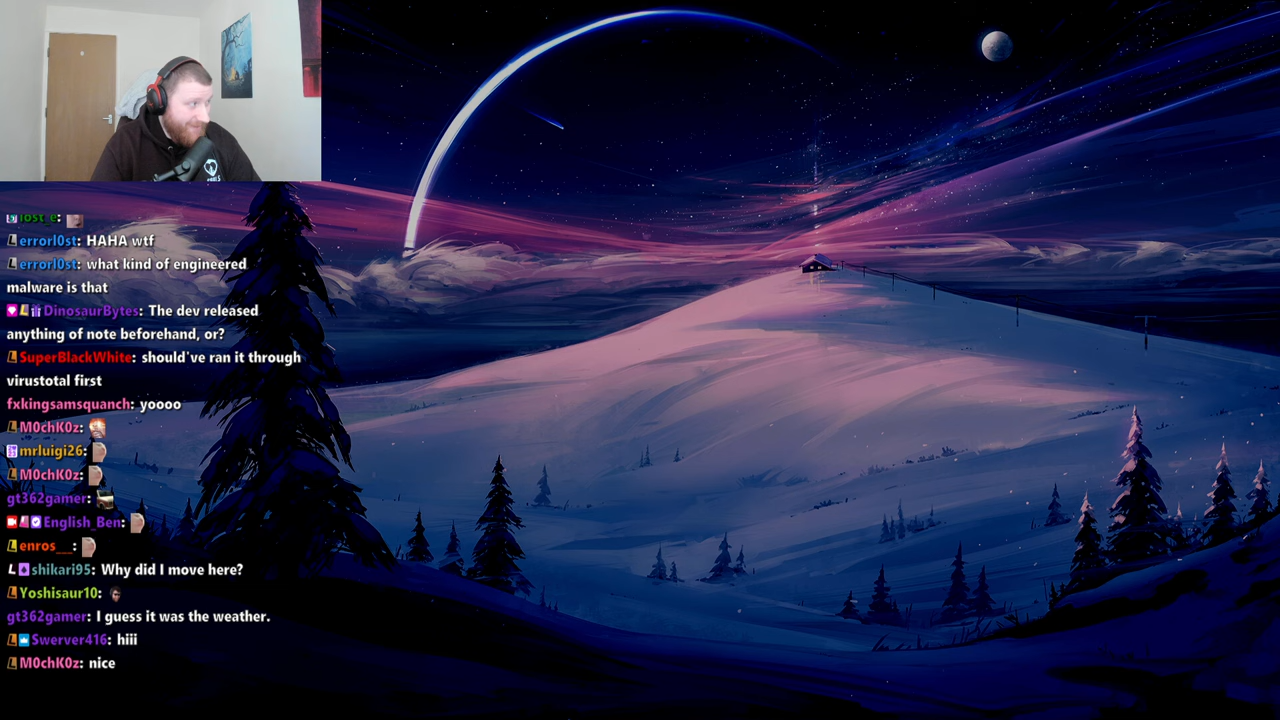 lost_e:
errorl0st: HAHA wtf
errorl0st: what kind of engineered
malware is that
DinosaurBytes: The dev released
anything of note beforehand, or?
SuperBlackWhite: should've ran it through
virustotal first
fxkingsamsquanch: yoooo
M0chK0z:
mrluigi26:
M0chK0z:
gt362gamer:
English_Ben:
enros___:
shikari95: Why did I move here?
Yoshisaur10:
gt362gamer: I guess it was the weather.
Swerver416: hiii
M0chK0z: nice